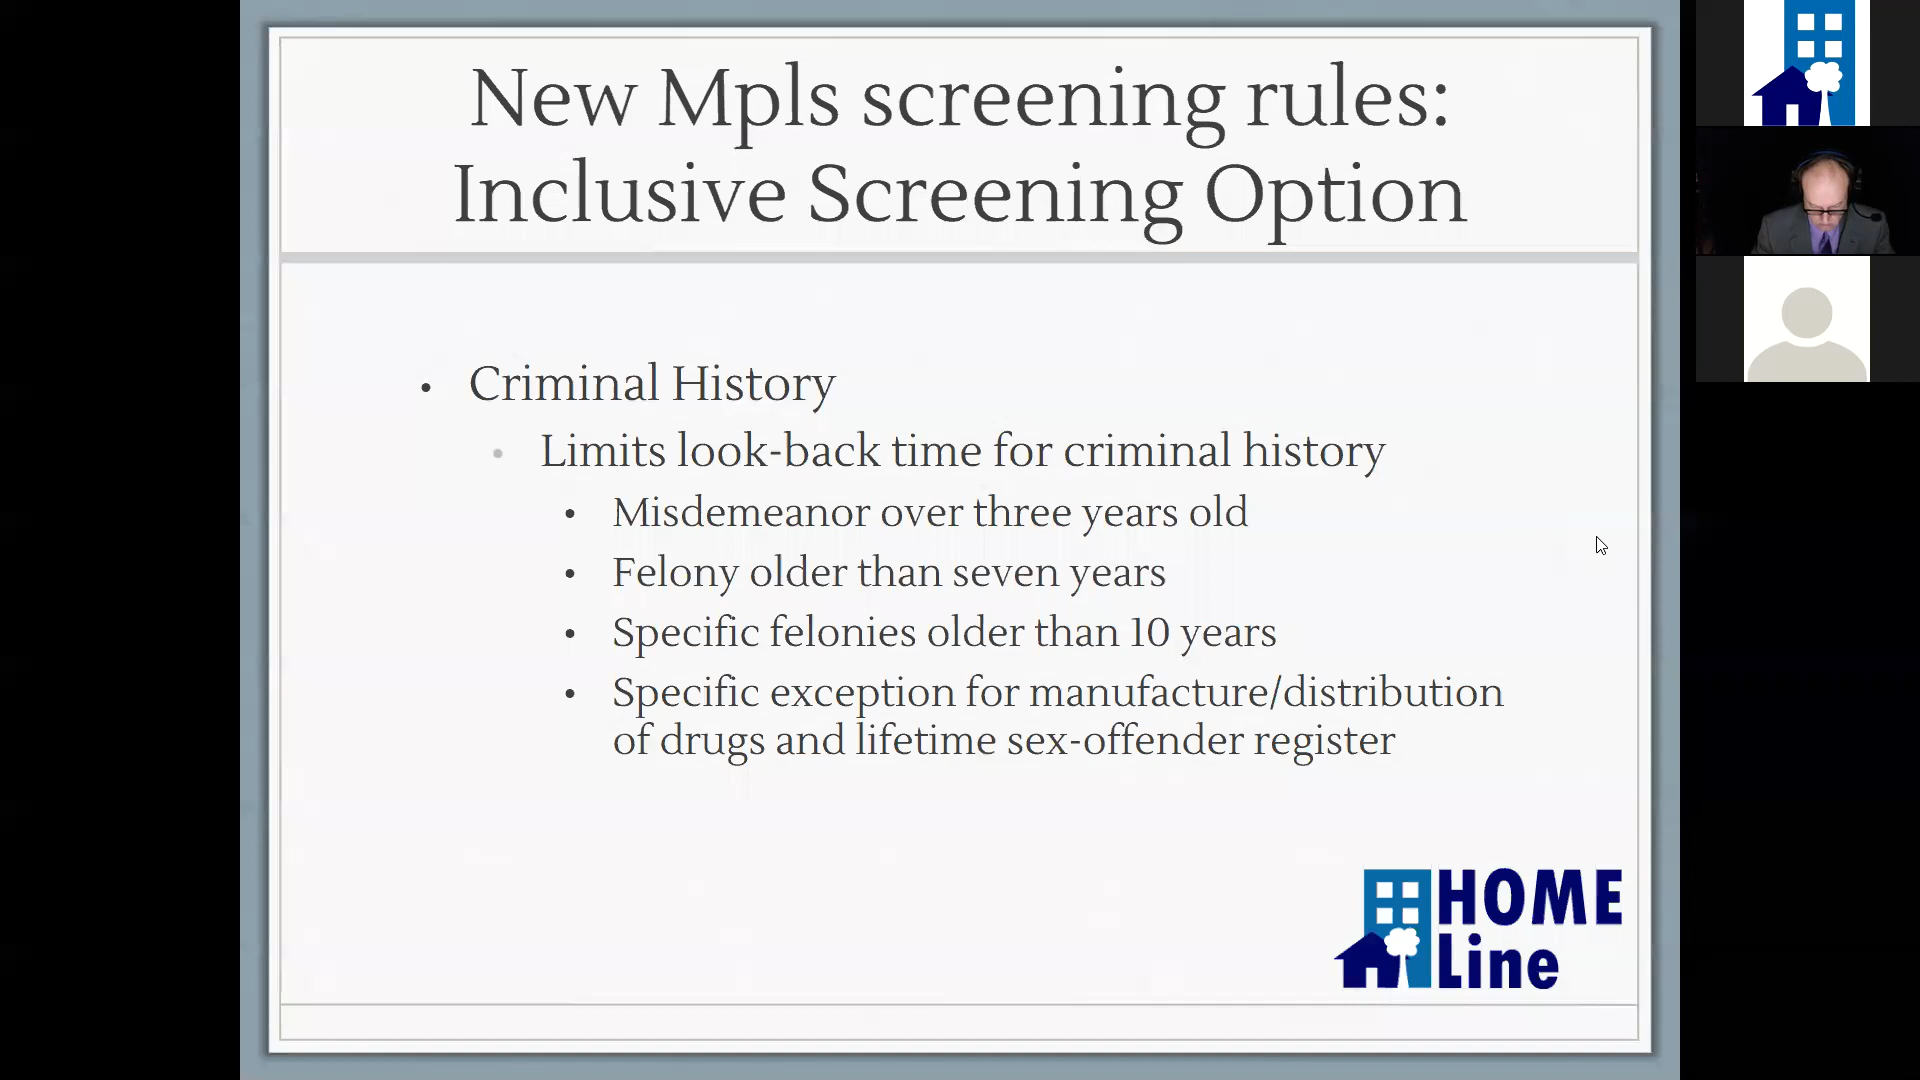 New Mpls screening rules:
Inclusive Screening Option
• Criminal History
• Limits look-back time for criminal history
• Misdemeanor over three years old
• Felony older than seven years
• Specific felonies older than 10 years
• Specific exception for manufacture/distribution
of drugs and lifetime sex-offender register
HOME
Line